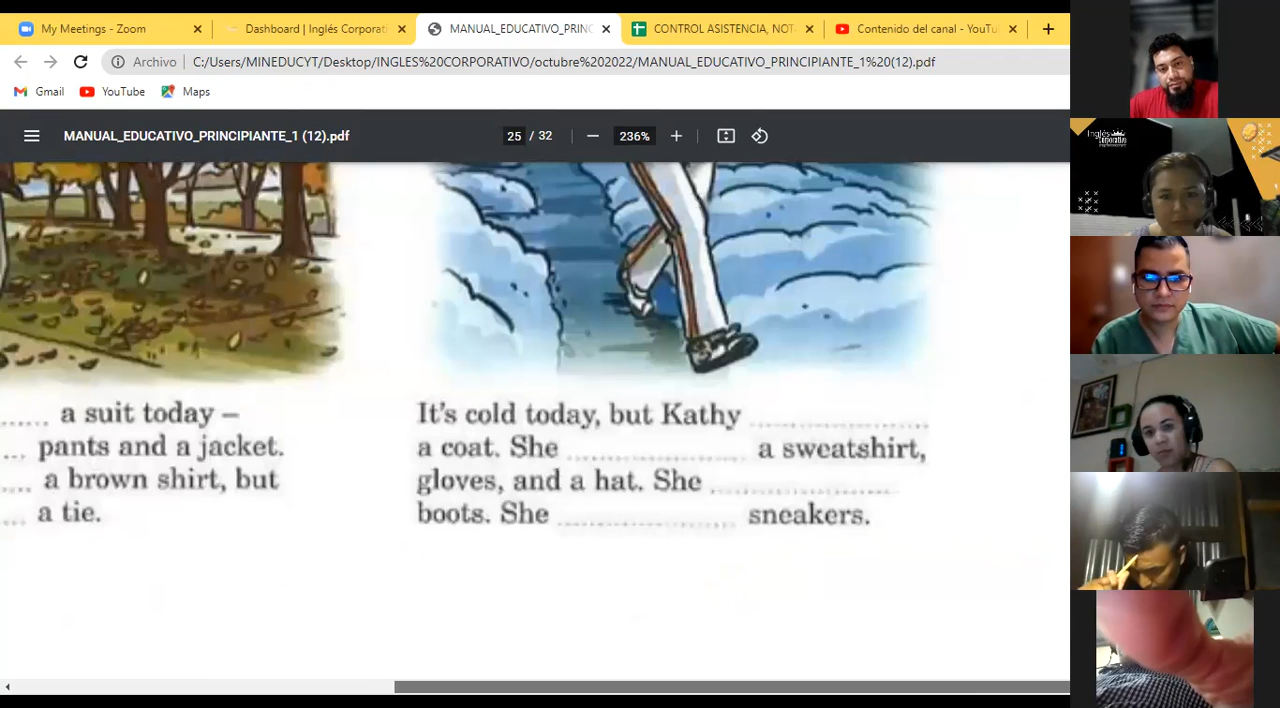 My Meetings - Zoom
Dashboard | Inglés Corporati
MANUAL_EDUCATIVO_PRINC
CONTROL ASISTENCIA, NOT
Contenido del canal - YouTu
Archivo
C:/Users/MINEDUCYT/Desktop/INGLES%20CORPORATIVO/octubre%202022/MANUAL_EDUCATIVO_PRINCIPIANTE_1%20(12).pdf
Gmail
YouTube
Maps
MANUAL_EDUCATIVO_PRINCIPIANTE_1 (12).pdf
25 / 32
236%
...... a suit today –
... pants and a jacket.
.... a brown shirt, but
... a tie.
It's cold today, but Kathy ..............................
a coat. She .............................. a sweatshirt,
gloves, and a hat. She ..............................
boots. She .............................. sneakers.
Inglés
Corporativo